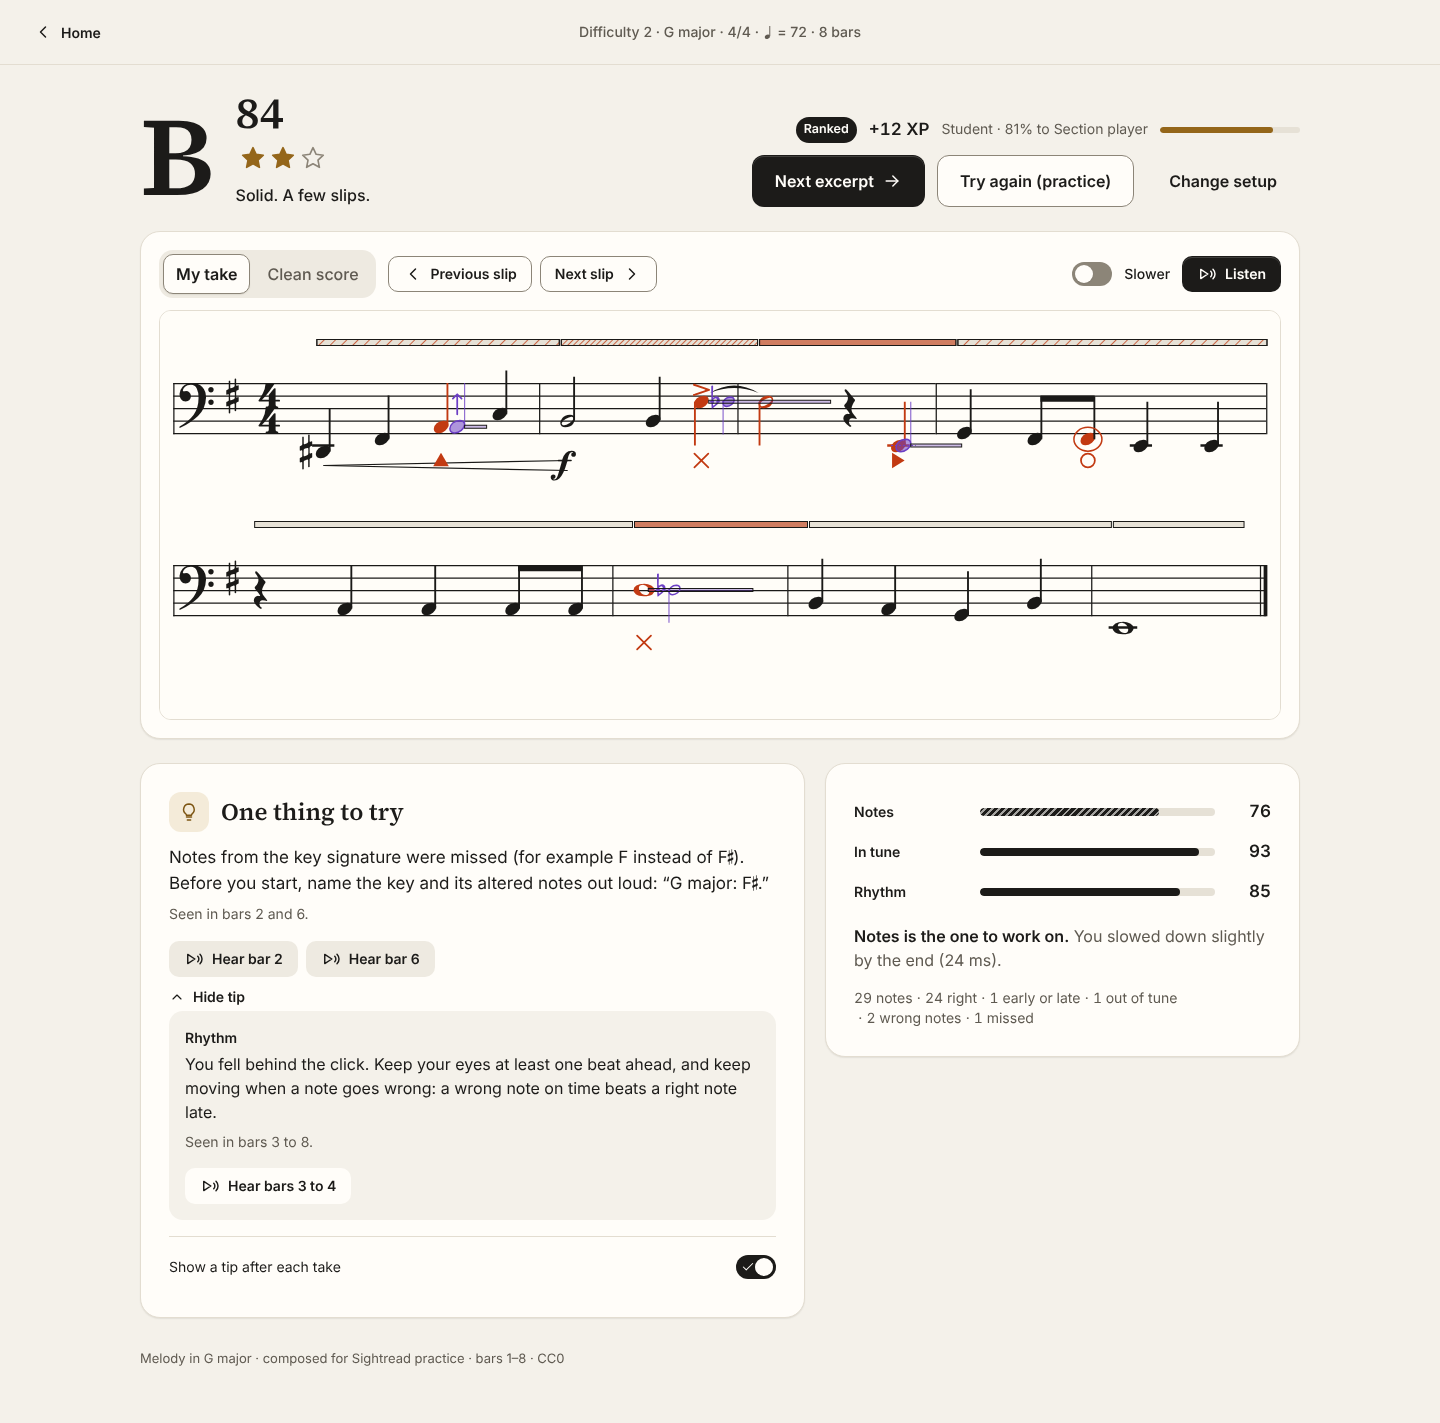 Home
Difficulty 2 · G major · 4/4 · ♩ = 72 · 8 bars
B
84
Solid. A few slips.
Ranked +12 XP Student · 81% to Section player
Next excerpt
Try again (practice)
Change setup
My take
Clean score
Previous slip
Next slip
Slower
Listen
4
4
f
One thing to try
Notes from the key signature were missed (for example F instead of F♯).
Before you start, name the key and its altered notes out loud: “G major: F♯.”
Seen in bars 2 and 6.
Hear bar 2
Hear bar 6
Hide tip
Rhythm
You fell behind the click. Keep your eyes at least one beat ahead, and keep
moving when a note goes wrong: a wrong note on time beats a right note
late.
Seen in bars 3 to 8.
Hear bars 3 to 4
Show a tip after each take
Notes 76
In tune 93
Rhythm 85
Notes is the one to work on. You slowed down slightly
by the end (24 ms).
29 notes · 24 right · 1 early or late · 1 out of tune
· 2 wrong notes · 1 missed
Melody in G major · composed for Sightread practice · bars 1–8 · CC0